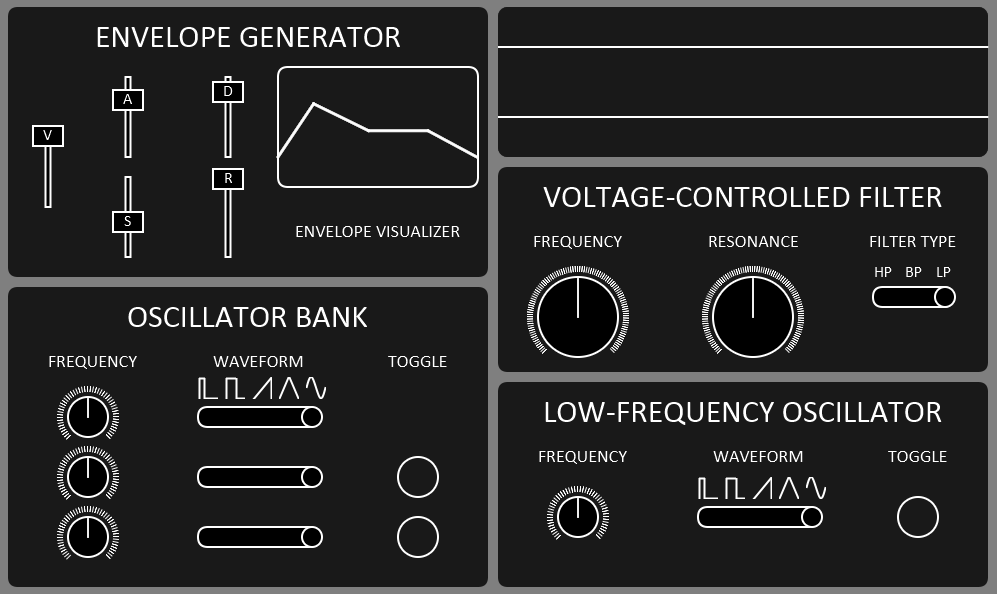 ENVELOPE GENERATOR
V
A
D
S
R
ENVELOPE VISUALIZER
OSCILLATOR BANK
FREQUENCY WAVEFORM TOGGLE
VOLTAGE-CONTROLLED FILTER
FREQUENCY RESONANCE FILTER TYPE
HP BP LP
LOW-FREQUENCY OSCILLATOR
FREQUENCY WAVEFORM TOGGLE